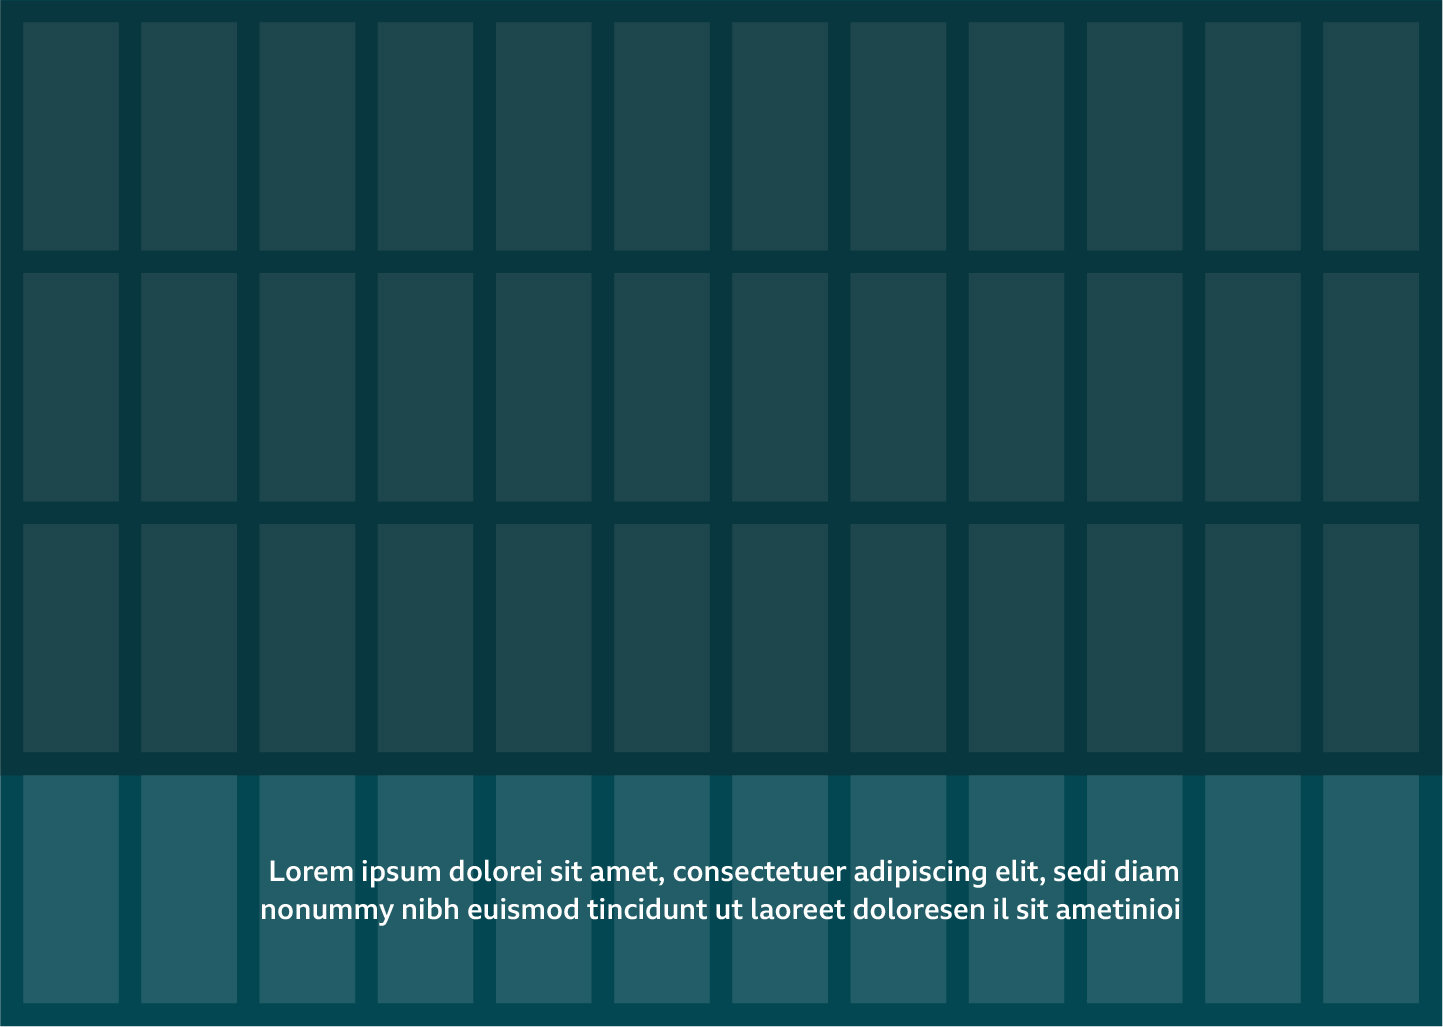 Lorem ipsum dolorei sit amet, consectetuer adipiscing elit, sedi diam
nonummy nibh euismod tincidunt ut laoreet doloresen il sit ametinioi